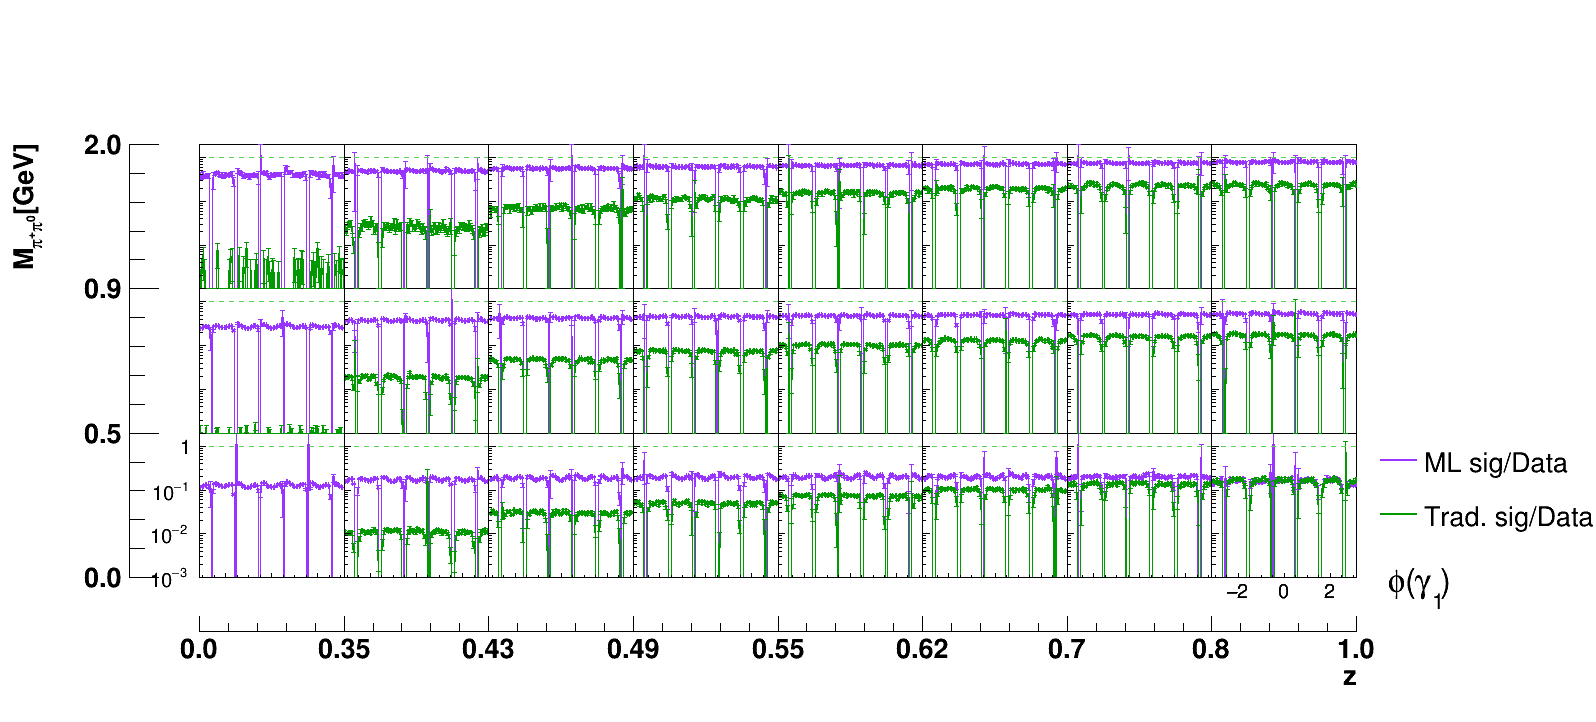 M π⁺π⁰ [GeV]
2.0
0.9
0.5
0.0
1
10⁻¹
10⁻²
10⁻³
ML sig/Data
Trad. sig/Data
−2 0 2
ϕ(γ₁)
0.0 0.35 0.43 0.49 0.55 0.62 0.7 0.8 1.0
z